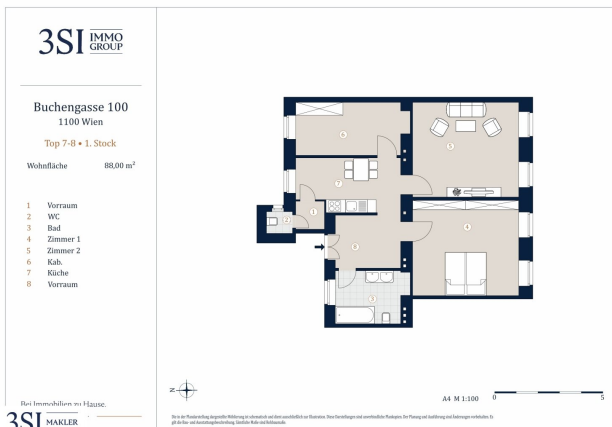 3SI IMMO GROUP
Buchengasse 100
1100 Wien
Top 7-8 • 1. Stock
Wohnfläche 88,00 m²
1 Vorraum
2 WC
3 Bad
4 Zimmer 1
5 Zimmer 2
6 Kab.
7 Küche
8 Vorraum
Bei Immobilien zu Hause.
3SI MAKLER
6
5
7
1
2
4
8
3
N
A4 M 1:100 0 5